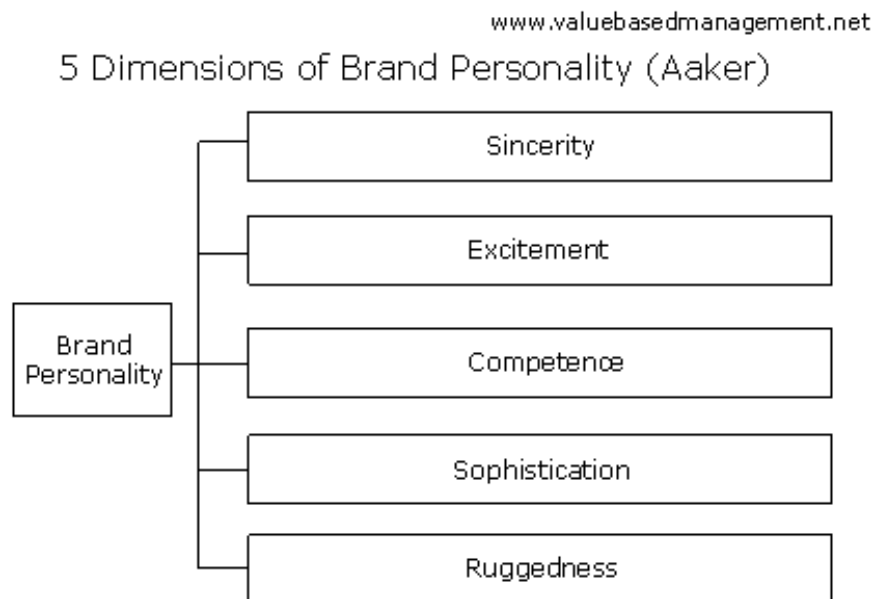 www.valuebasedmanagement.net
5 Dimensions of Brand Personality (Aaker)
Sincerity
Excitement
Brand
Personality
Competence
Sophistication
Ruggedness